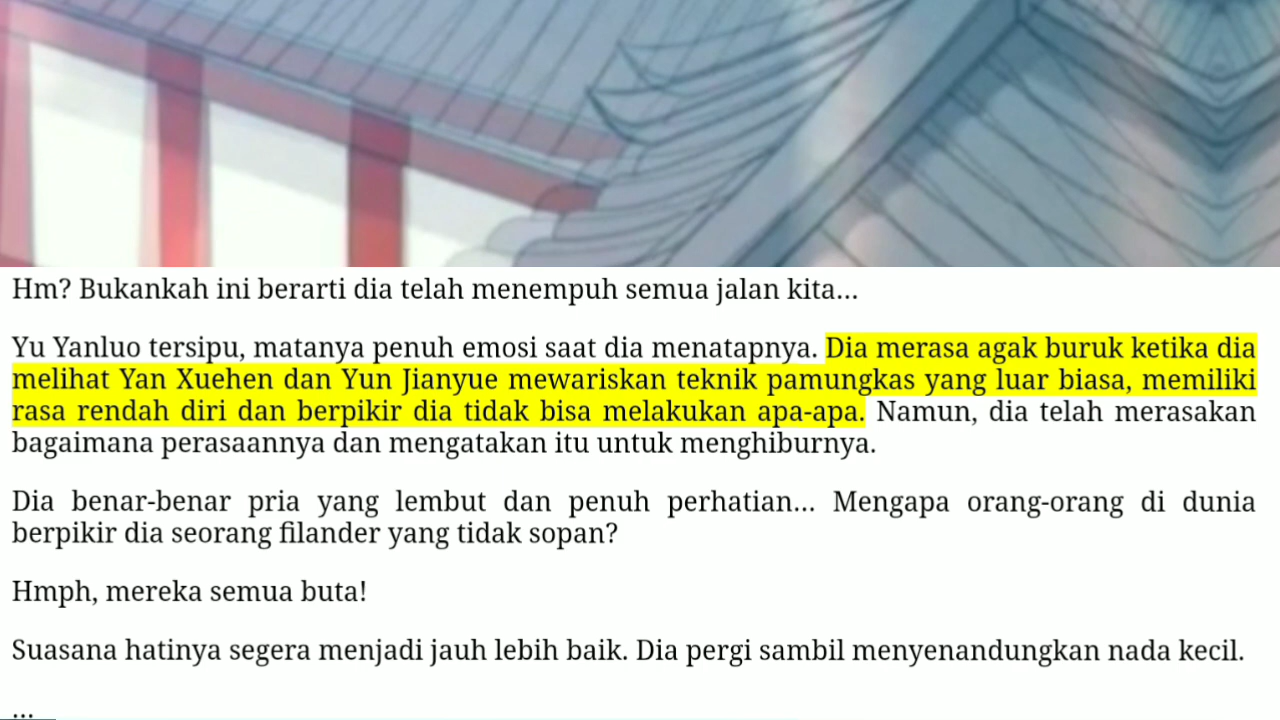 Hm? Bukankah ini berarti dia telah menempuh semua jalan kita...
Yu Yanluo tersipu, matanya penuh emosi saat dia menatapnya. Dia merasa agak buruk ketika dia
melihat Yan Xuehen dan Yun Jianyue mewariskan teknik pamungkas yang luar biasa, memiliki
rasa rendah diri dan berpikir dia tidak bisa melakukan apa-apa. Namun, dia telah merasakan
bagaimana perasaannya dan mengatakan itu untuk menghiburnya.
Dia benar-benar pria yang lembut dan penuh perhatian... Mengapa orang-orang di dunia
berpikir dia seorang filander yang tidak sopan?
Hmph, mereka semua buta!
Suasana hatinya segera menjadi jauh lebih baik. Dia pergi sambil menyenandungkan nada kecil.
...